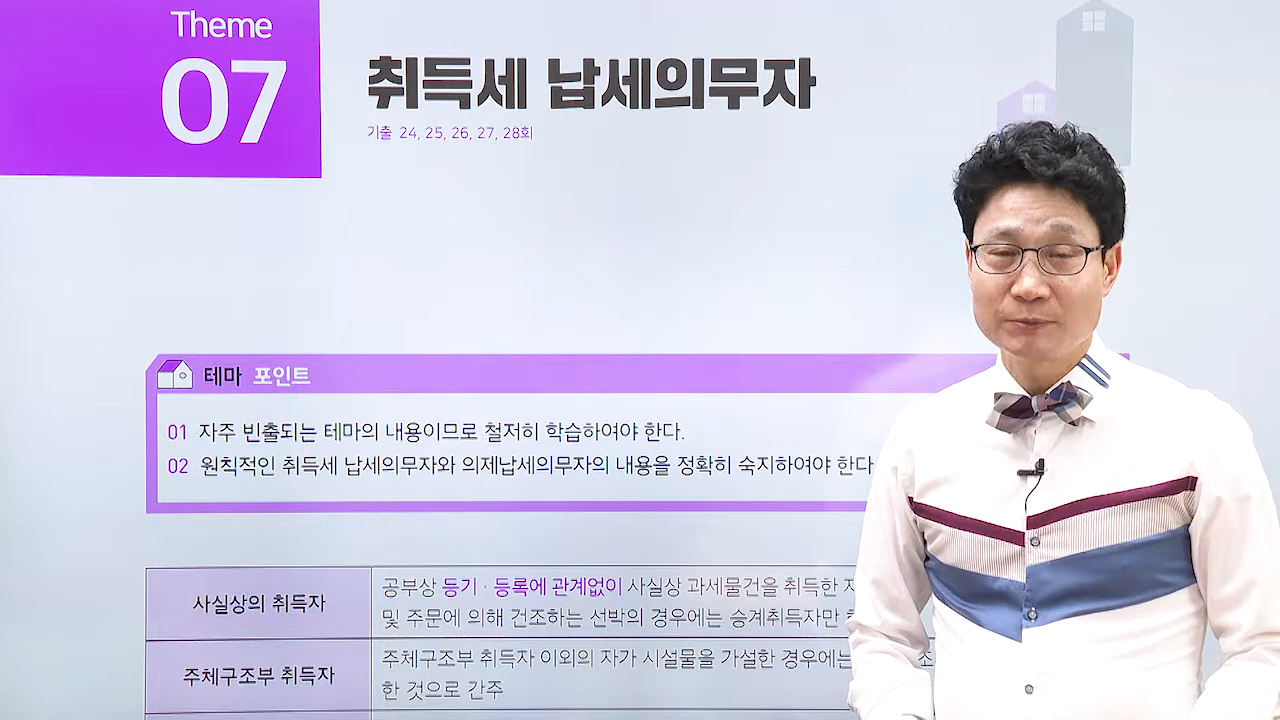 Theme
07
취득세 납세의무자
기출 24, 25, 26, 27, 28회
테마 포인트
01 자주 빈출되는 테마의 내용이므로 철저히 학습하여야 한다.
02 원칙적인 취득세 납세의무자와 의제납세의무자의 내용을 정확히 숙지하여야 한다
사실상의 취득자
공부상 등기·등록에 관계없이 사실상 과세물건을 취득한
및 주문에 의해 건조하는 선박의 경우에는 승계취득자만
주체구조부 취득자
주체구조부 취득자 이외의 자가 시설물을 가설한 경우에는
한 것으로 간주